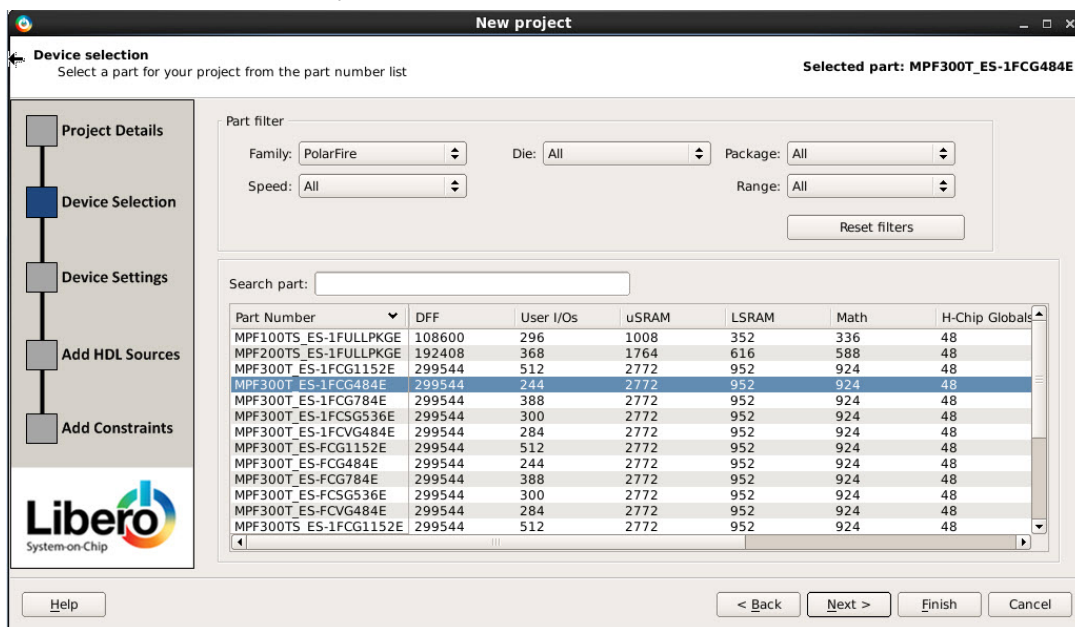 New project
Device selection
Select a part for your project from the part number list
Selected part: MPF300T_ES-1FCG484E
Project Details
Device Selection
Device Settings
Add HDL Sources
Add Constraints
Libero
System-on-Chip
Part filter
Family: PolarFire Die: All Package: All
Speed: All Range: All
Reset filters
Search part:
Part Number DFF User I/Os uSRAM LSRAM Math H-Chip Globals
MPF100TS_ES-1FULLPKGE 108600 296 1008 352 336 48
MPF200TS_ES-1FULLPKGE 192408 368 1764 616 588 48
MPF300T_ES-1FCG1152E 299544 512 2772 952 924 48
MPF300T_ES-1FCG484E 299544 244 2772 952 924 48
MPF300T_ES-1FCG784E 299544 388 2772 952 924 48
MPF300T_ES-1FCSG536E 299544 300 2772 952 924 48
MPF300T_ES-1FCVG484E 299544 284 2772 952 924 48
MPF300T_ES-FCG1152E 299544 512 2772 952 924 48
MPF300T_ES-FCG484E 299544 244 2772 952 924 48
MPF300T_ES-FCG784E 299544 388 2772 952 924 48
MPF300T_ES-FCSG536E 299544 300 2772 952 924 48
MPF300T_ES-FCVG484E 299544 284 2772 952 924 48
MPF300TS_ES-1FCG1152E 299544 512 2772 952 924 48
Help
< Back Next > Finish Cancel